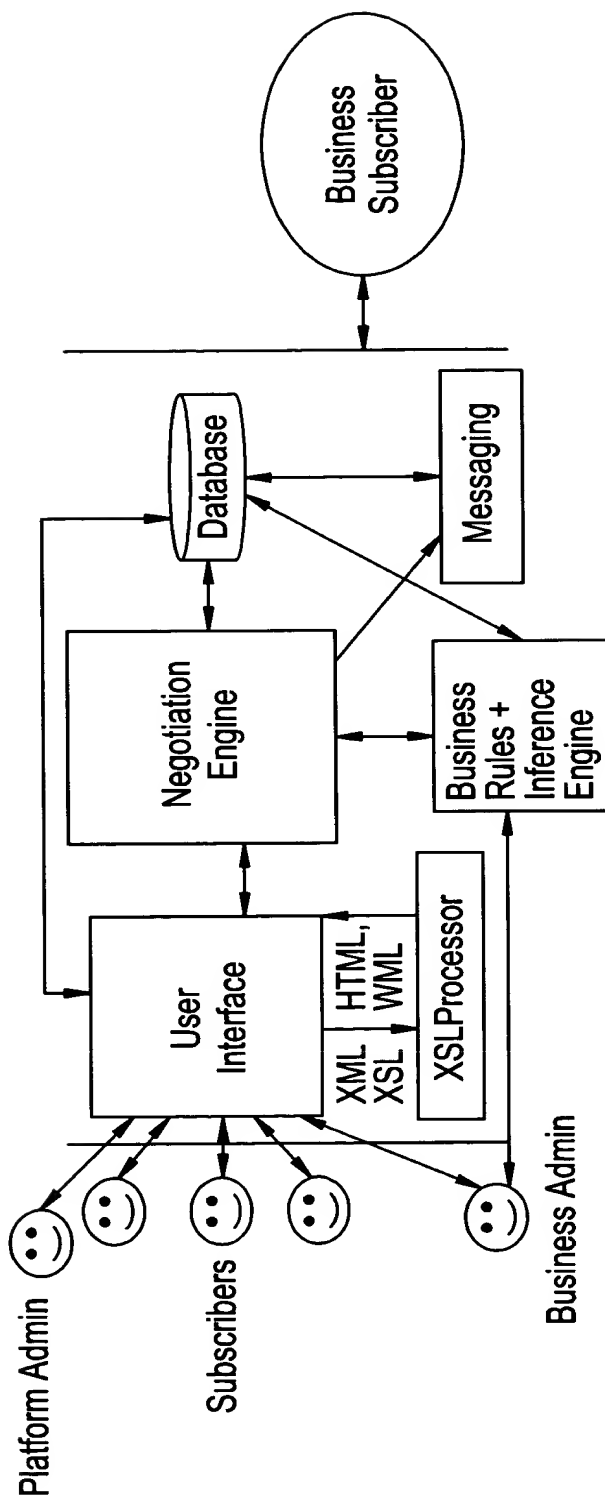 Platform Admin
Subscribers
Business Admin
User
Interface
XML
XSL
HTML,
WML
XSLProcessor
Negotiation
Engine
Business
Rules +
Inference
Engine
Database
Messaging
Business
Subscriber